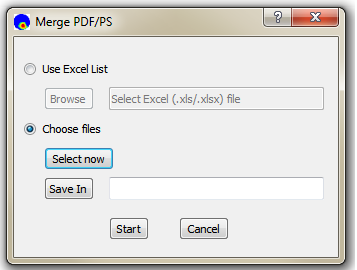 Merge PDF/PS
?
Use Excel List
Browse Select Excel (.xls/.xlsx) file
Choose files
Select now
Save In
Start Cancel